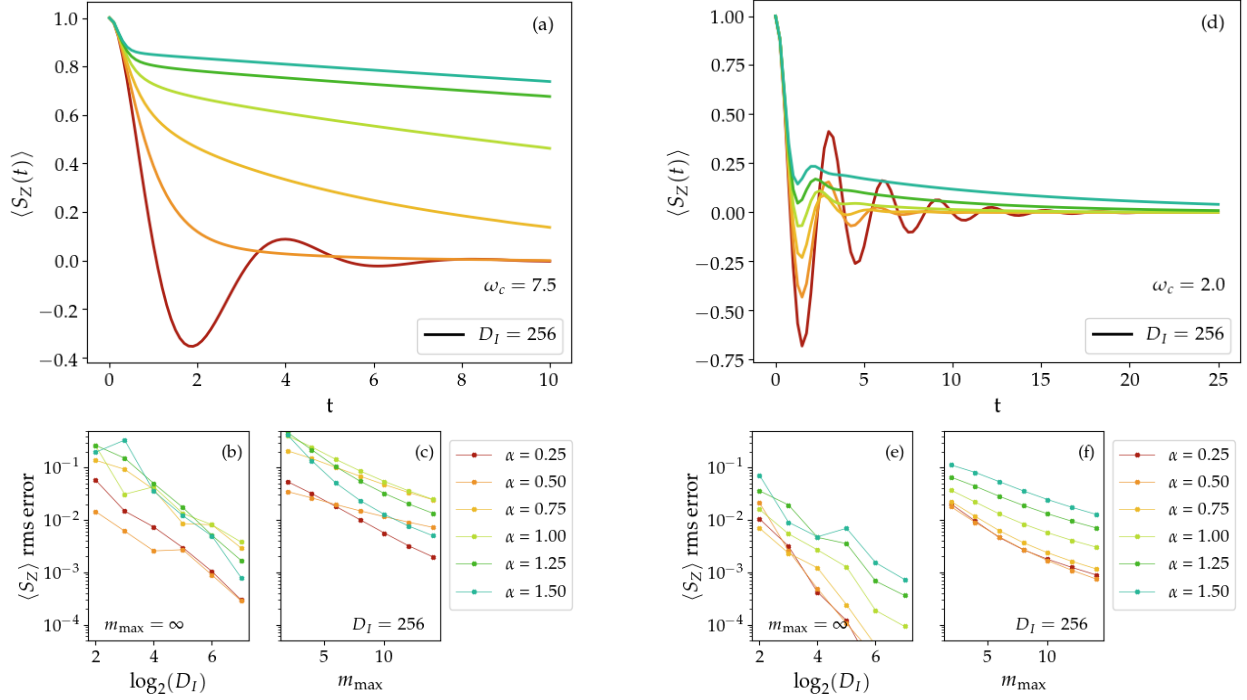 (a)
1.0
0.8
0.6
0.4
0.2
0.0
−0.2
−0.4
⟨S_Z(t)⟩
ω_c = 7.5
D_I = 256
0 2 4 6 8 10
t
(d)
1.00
0.75
0.50
0.25
0.00
−0.25
−0.50
−0.75
⟨S_Z(t)⟩
ω_c = 2.0
D_I = 256
0 5 10 15 20 25
t
(b)
10⁻¹
10⁻²
10⁻³
10⁻⁴
⟨S_Z⟩ rms error
m_max = ∞
2 4 6
log₂(D_I)
(c)
D_I = 256
5 10
m_max
α = 0.25
α = 0.50
α = 0.75
α = 1.00
α = 1.25
α = 1.50
(e)
10⁻¹
10⁻²
10⁻³
10⁻⁴
⟨S_Z⟩ rms error
m_max = ∞
2 4 6
log₂(D_I)
(f)
D_I = 256
5 10
m_max
α = 0.25
α = 0.50
α = 0.75
α = 1.00
α = 1.25
α = 1.50